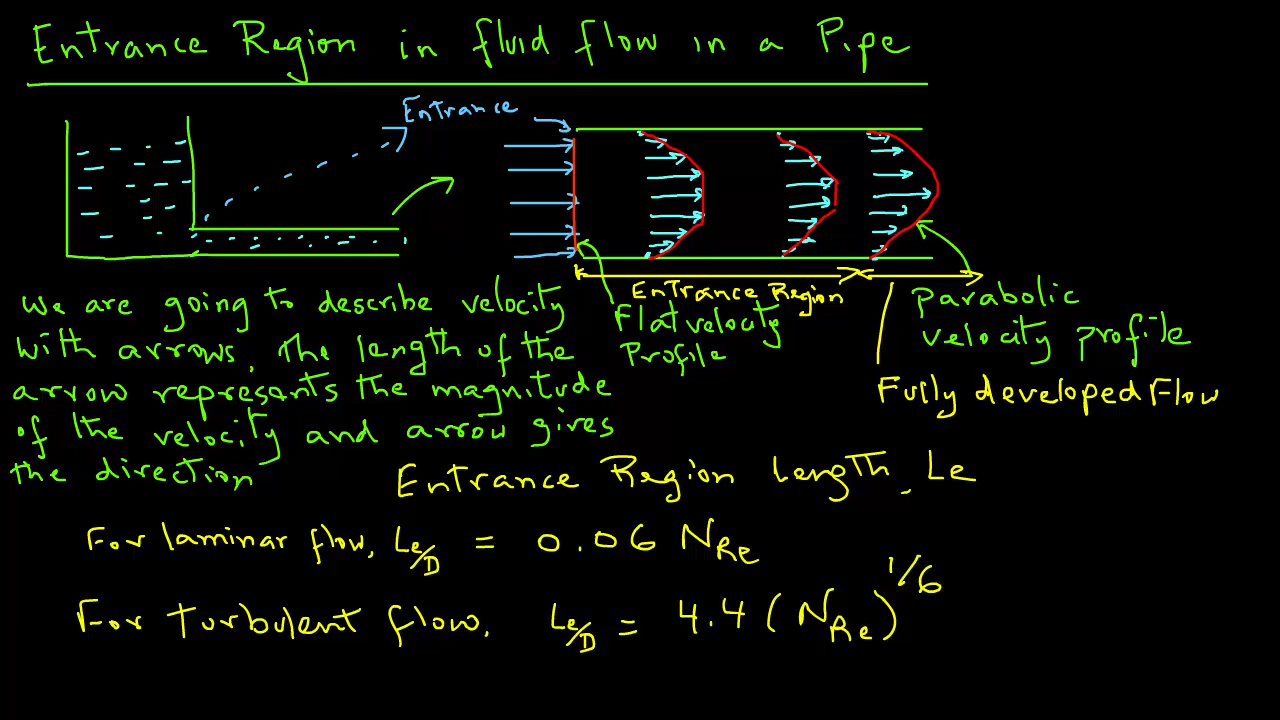 Entrance Region in fluid flow in a Pipe
Entrance
Entrance Region
Flat velocity
Profile
Parabolic
velocity profile
Fully developed Flow
We are going to describe velocity
with arrows. The length of the
arrow represents the magnitude
of the velocity and arrow gives
the direction
Entrance Region length, Le
For laminar flow, Le/D = 0.06 NRe
For turbulent flow, Le/D = 4.4 (NRe)^1/6